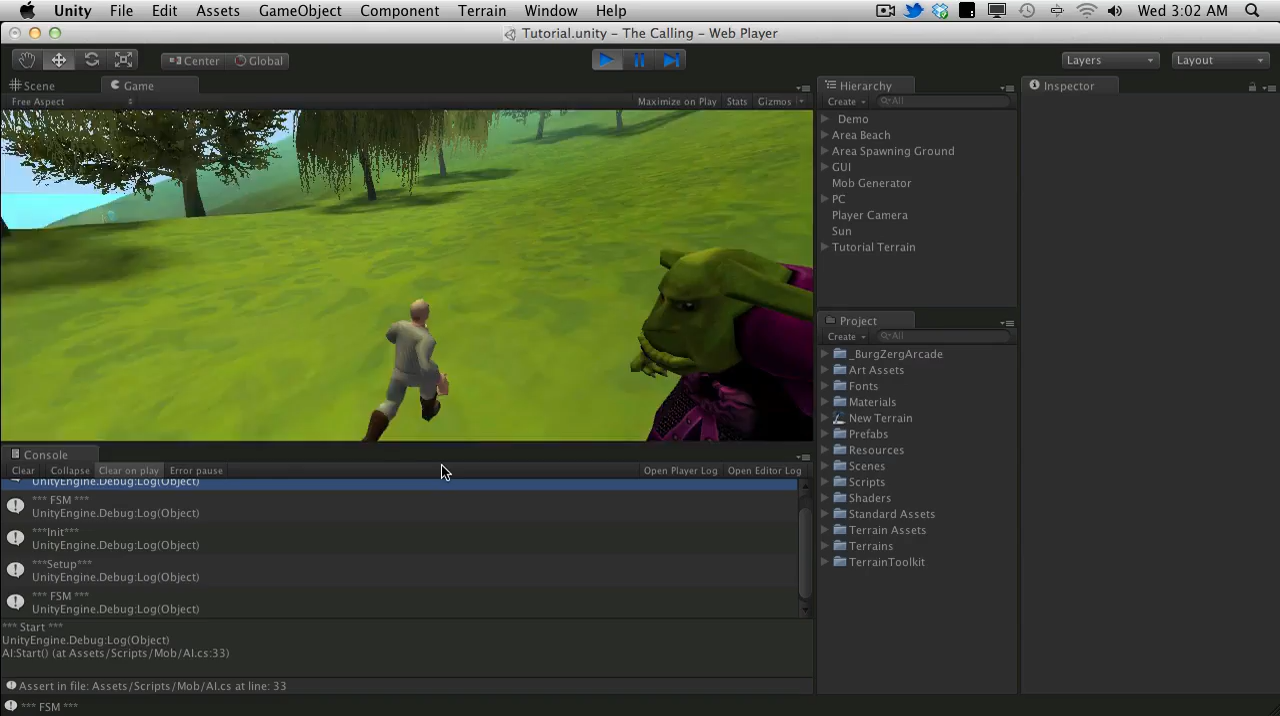 Unity File Edit Assets GameObject Component Terrain Window Help Wed 3:02 AM
Tutorial.unity - The Calling - Web Player
Center Global Layers Layout
Scene Game Hierarchy Inspector
Free Aspect Maximize on Play Stats Gizmos Create All
Demo
Area Beach
Area Spawning Ground
GUI
Mob Generator
PC
Player Camera
Sun
Tutorial Terrain
Project
Create All
_BurgZergArcade
Art Assets
Fonts
Materials
New Terrain
Prefabs
Resources
Scenes
Scripts
Shaders
Standard Assets
Terrain Assets
Terrains
TerrainToolkit
Console
Clear Collapse Clear on play Error pause Open Player Log Open Editor Log
UnityEngine.Debug:Log(Object)
*** FSM ***
UnityEngine.Debug:Log(Object)
***Init***
UnityEngine.Debug:Log(Object)
***Setup***
UnityEngine.Debug:Log(Object)
*** FSM ***
UnityEngine.Debug:Log(Object)
*** Start ***
UnityEngine.Debug:Log(Object)
AI:Start() (at Assets/Scripts/Mob/AI.cs:33)
Assert in file: Assets/Scripts/Mob/AI.cs at line: 33
*** FSM ***